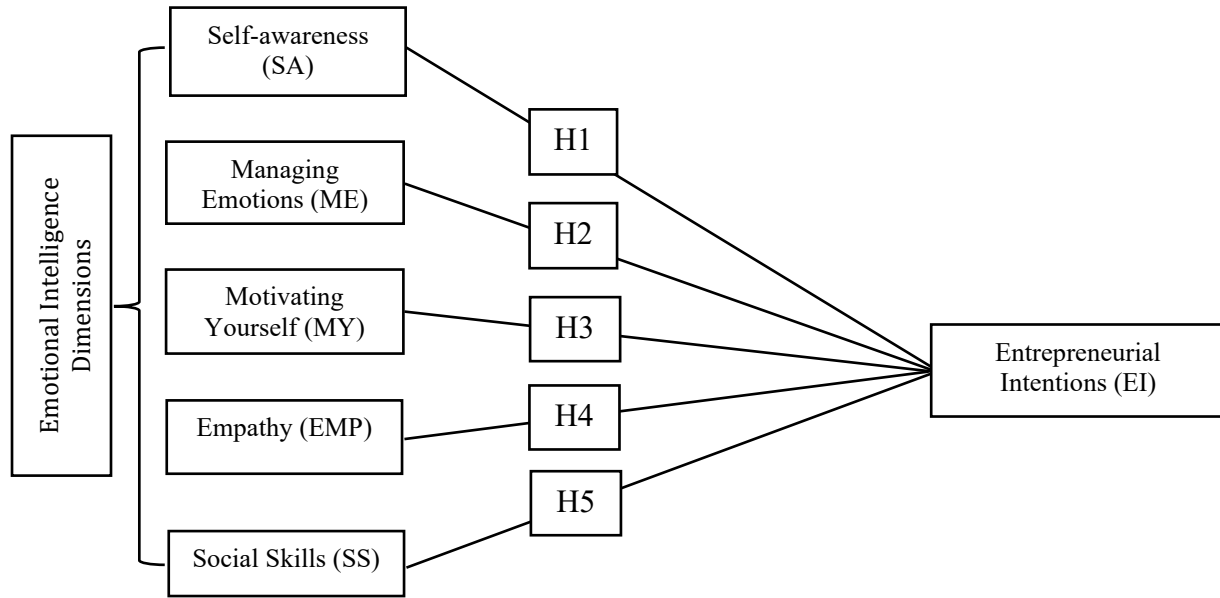 Emotional Intelligence
Dimensions
Self-awareness
(SA)
Managing
Emotions (ME)
Motivating
Yourself (MY)
Empathy (EMP)
Social Skills (SS)
H1
H2
H3
H4
H5
Entrepreneurial
Intentions (EI)